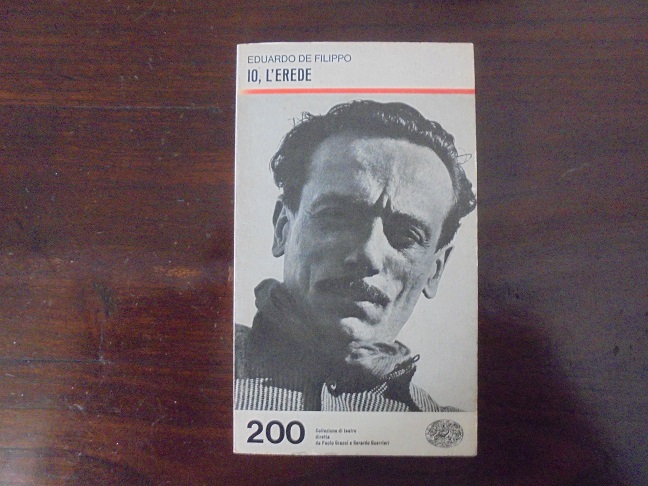 EDUARDO DE FILIPPO
IO, L'EREDE
200
Collezione di teatro
diretta
da Paolo Grassi e Gerardo Guerrieri